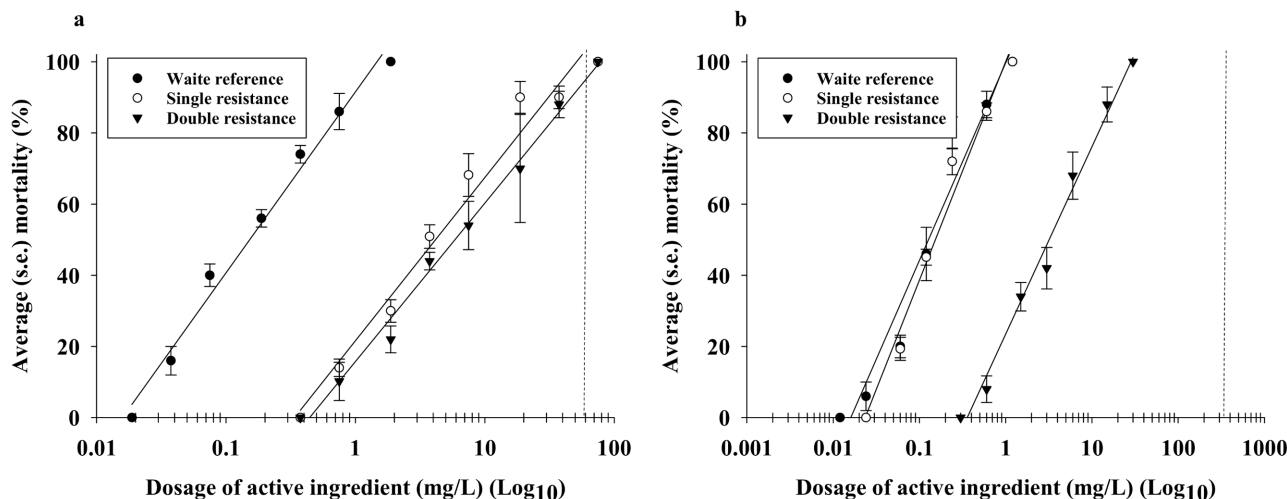 a
Waite reference
Single resistance
Double resistance
Average (s.e.) mortality (%)
100
80
60
40
20
0
0.01 0.1 1 10 100
Dosage of active ingredient (mg/L) (Log10)
b
Waite reference
Single resistance
Double resistance
Average (s.e.) mortality (%)
100
80
60
40
20
0
0.001 0.01 0.1 1 10 100 1000
Dosage of active ingredient (mg/L) (Log10)